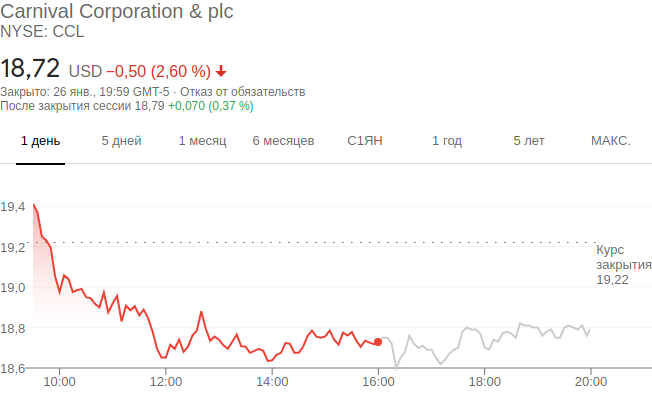 Carnival Corporation & plc
NYSE: CCL
18,72 USD −0,50 (2,60 %)
Закрыто: 26 янв., 19:59 GMT-5 · Отказ от обязательств
После закрытия сессии 18,79 +0,070 (0,37 %)
1 день 5 дней 1 месяц 6 месяцев С1ЯН 1 год 5 лет МАКС.
19,4
19,2
Курс
закрытия
19,22
19,0
18,8
18,6
10:00 12:00 14:00 16:00 18:00 20:00